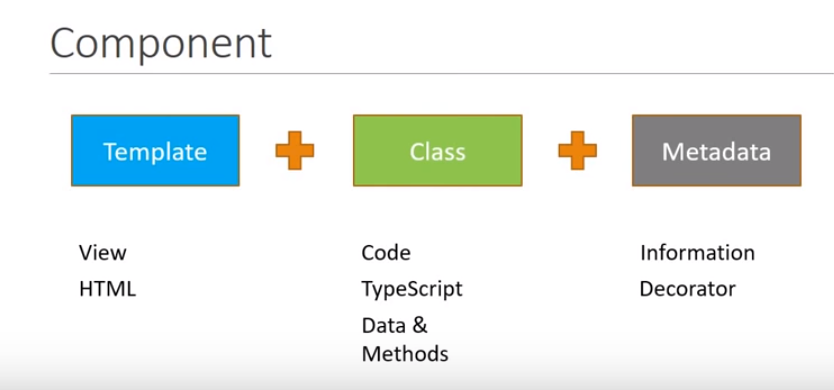 Component
Template
Class
Metadata
View
HTML
Code
TypeScript
Data &
Methods
Information
Decorator